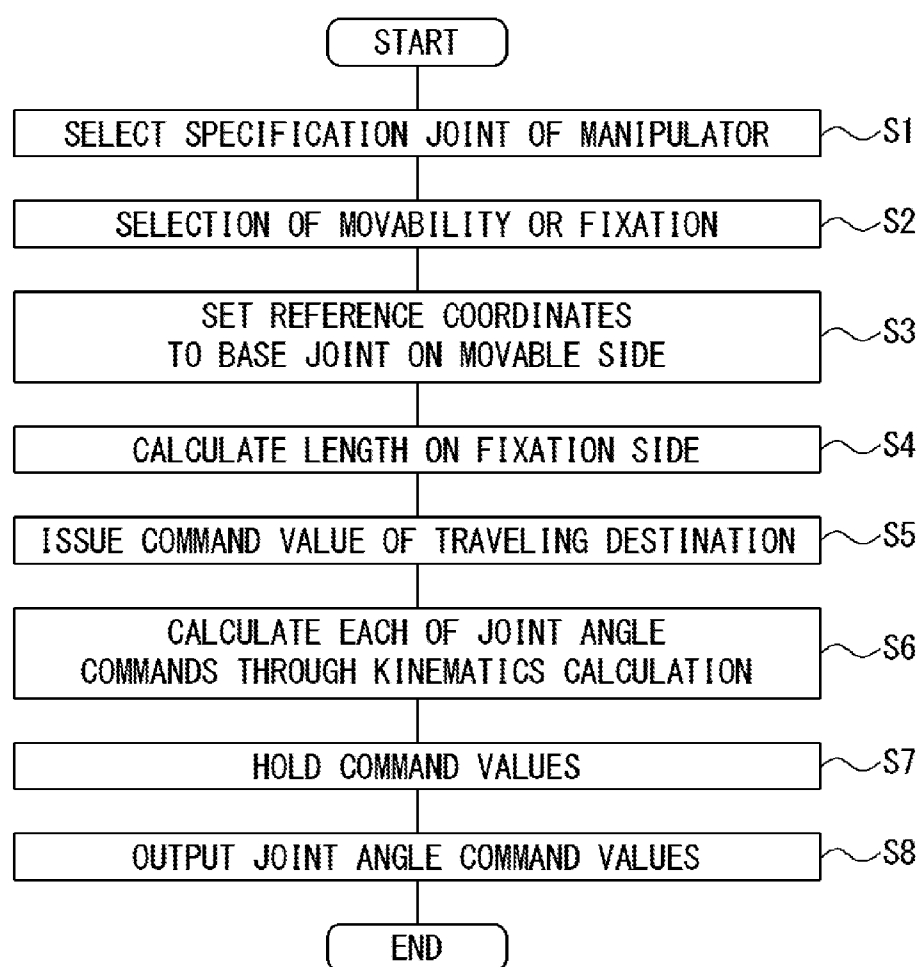 START
SELECT SPECIFICATION JOINT OF MANIPULATOR
S1
SELECTION OF MOVABILITY OR FIXATION
S2
SET REFERENCE COORDINATES
TO BASE JOINT ON MOVABLE SIDE
S3
CALCULATE LENGTH ON FIXATION SIDE
S4
ISSUE COMMAND VALUE OF TRAVELING DESTINATION
S5
CALCULATE EACH OF JOINT ANGLE
COMMANDS THROUGH KINEMATICS CALCULATION
S6
HOLD COMMAND VALUES
S7
OUTPUT JOINT ANGLE COMMAND VALUES
S8
END